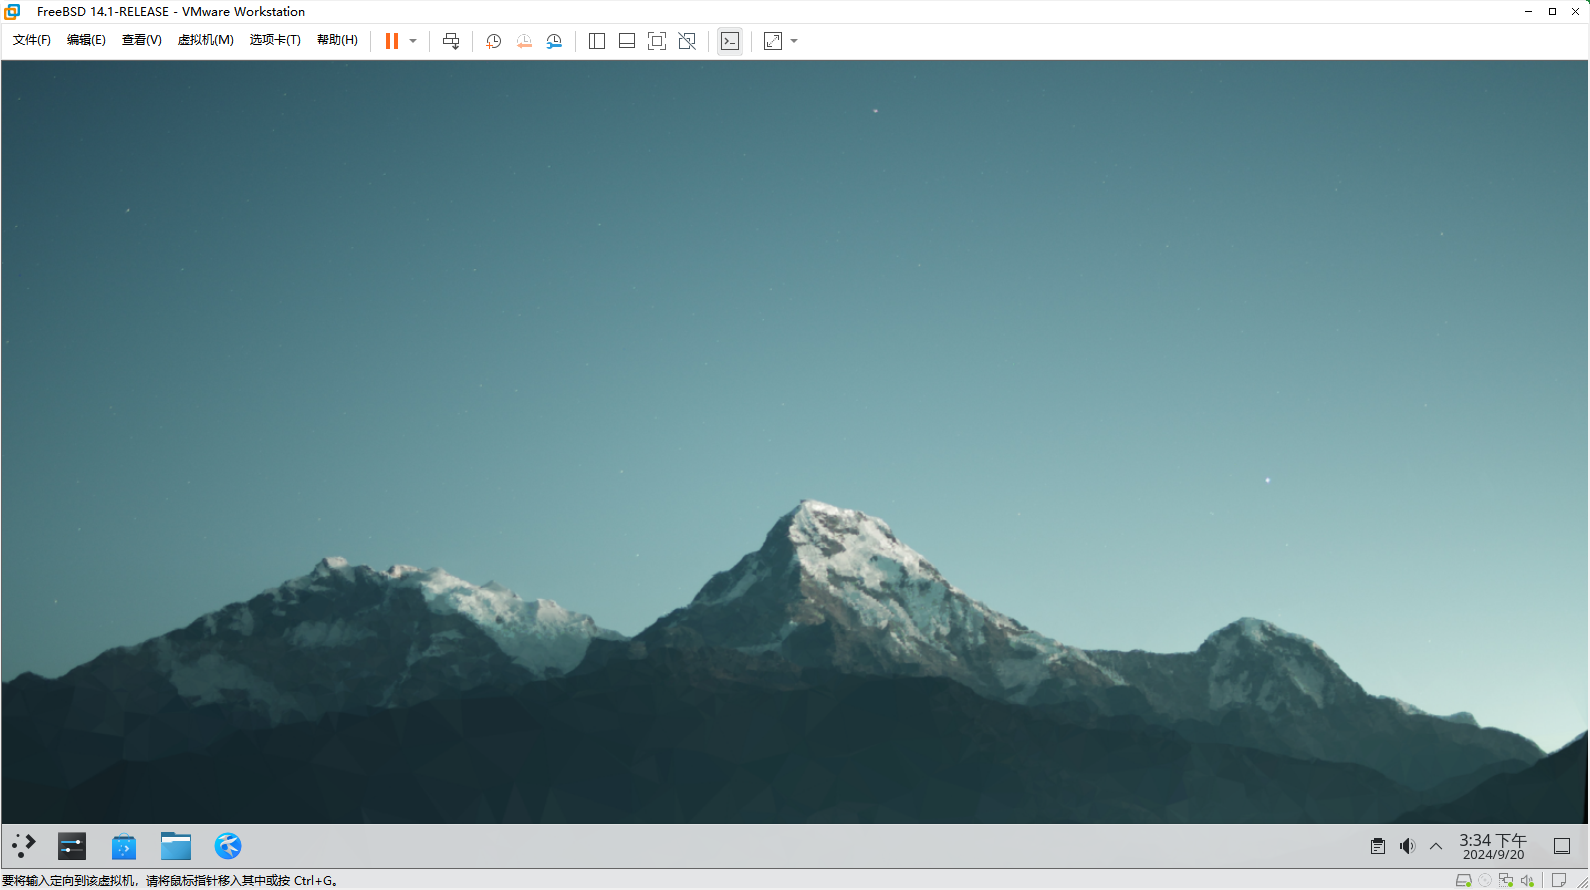 FreeBSD 14.1-RELEASE - VMware Workstation
文件(F) 编辑(E) 查看(V) 虚拟机(M) 选项卡(T) 帮助(H)
3:34 下午
2024/9/20
要将输入定向到该虚拟机，请将鼠标指针移入其中或按 Ctrl+G。